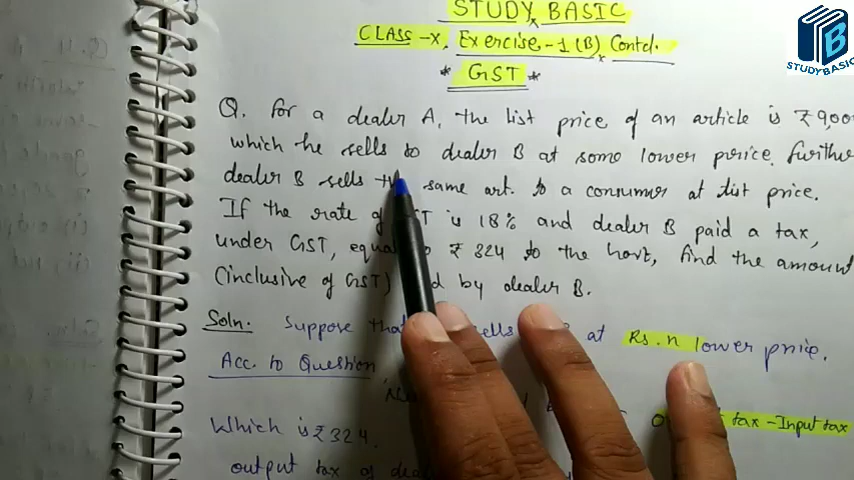 STUDY BASIC
CLASS-X. Exercise-1(B) Contd.
* GST *
Q. For a dealer A, the list price of an article is ₹9,00
which he sells to dealer B at some lower price. Further
dealer B sells same art. to a consumer at list price.
If the rate of is 18% and dealer B paid a tax,
under GST, to ₹324 to the Govt, find the amount
(inclusive of GST) by dealer B.
Soln. Suppose that sells at Rs. x lower price.
Acc. to Question,
tax - Input tax
Which is ₹324.
output tax of
B
STUDYBASIC